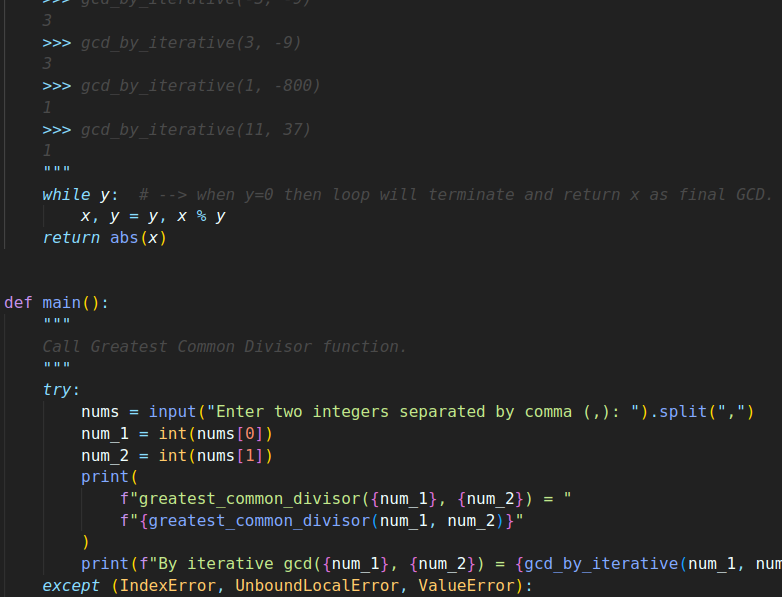 >>> gcd_by_iterative(-3, -9)
3
>>> gcd_by_iterative(3, -9)
3
>>> gcd_by_iterative(1, -800)
1
>>> gcd_by_iterative(11, 37)
1
"""
while y:  # --> when y=0 then loop will terminate and return x as final GCD.
x, y = y, x % y
return abs(x)
def main():
"""
Call Greatest Common Divisor function.
"""
try:
nums = input("Enter two integers separated by comma (,): ").split(",")
num_1 = int(nums[0])
num_2 = int(nums[1])
print(
f"greatest_common_divisor({num_1}, {num_2}) = "
f"{greatest_common_divisor(num_1, num_2)}"
)
print(f"By iterative gcd({num_1}, {num_2}) = {gcd_by_iterative(num_1, num
except (IndexError, UnboundLocalError, ValueError):